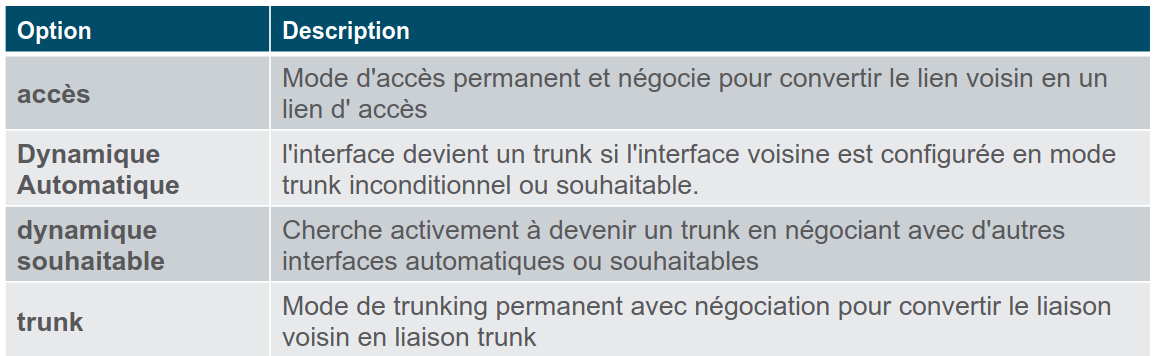 Option
Description
accès
Mode d'accès permanent et négocie pour convertir le lien voisin en un
lien d' accès
Dynamique
Automatique
l'interface devient un trunk si l'interface voisine est configurée en mode
trunk inconditionnel ou souhaitable.
dynamique
souhaitable
Cherche activement à devenir un trunk en négociant avec d'autres
interfaces automatiques ou souhaitables
trunk
Mode de trunking permanent avec négociation pour convertir le liaison
voisin en liaison trunk